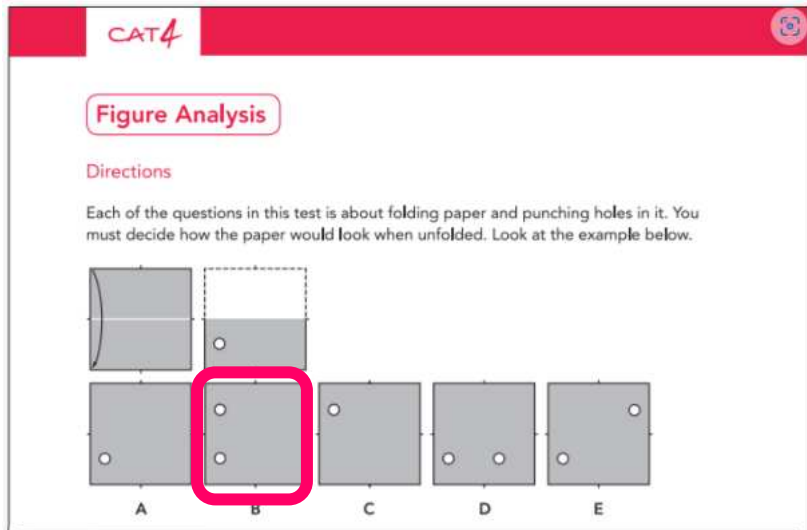 CAT4
Figure Analysis
Directions
Each of the questions in this test is about folding paper and punching holes in it. You
must decide how the paper would look when unfolded. Look at the example below.
A B C D E